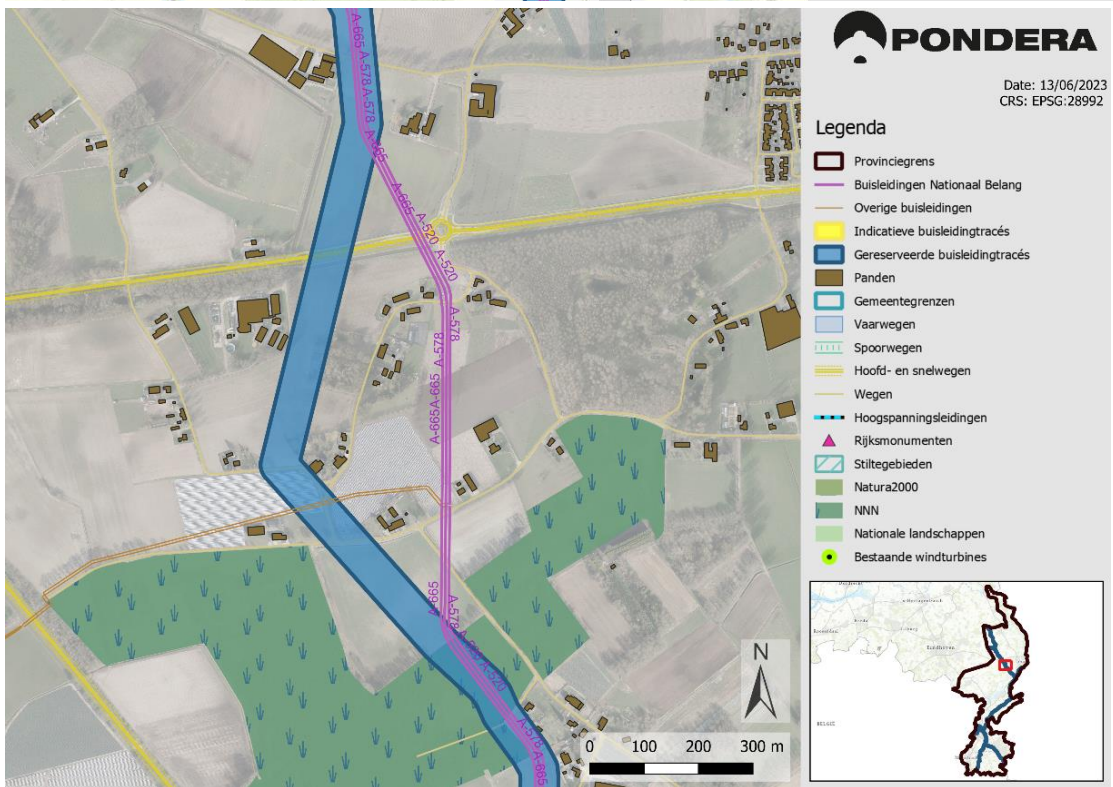 PONDERA
Date: 13/06/2023
CRS: EPSG:28992
Legenda
Provinciegrens
Buisleidingen Nationaal Belang
Overige buisleidingen
Indicatieve buisleidingtracés
Gereserveerde buisleidingtracés
Panden
Gemeentegrenzen
Vaarwegen
Spoorwegen
Hoofd- en snelwegen
Wegen
Hoogspanningsleidingen
Rijksmonumenten
Stiltegebieden
Natura2000
NNN
Nationale landschappen
Bestaande windturbines
A-665
A-578
A-578
A-665
A-665
A-520
A-520
A-578
A-578
A-665
A-665
A-665
A-578
A-520
A-578
A-665
N
0 100 200 300 m